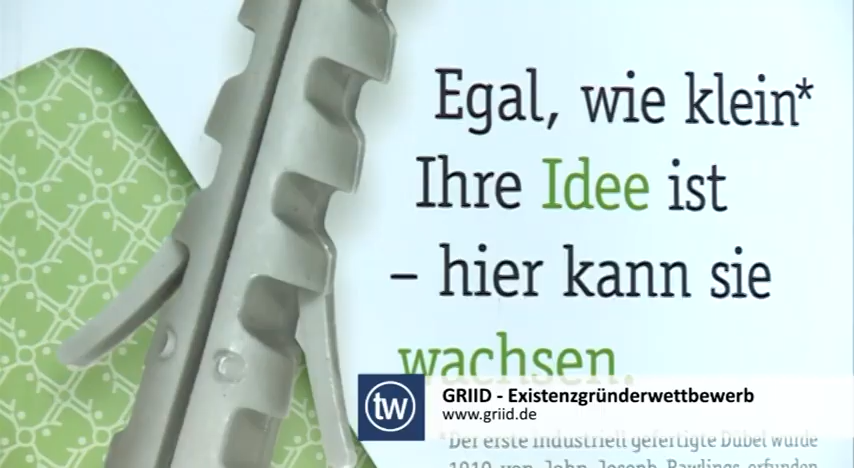 Egal, wie klein*
Ihre Idee ist
– hier kann sie
wachsen.
tw
GRIID - Existenzgründerwettbewerb
www.griid.de
*Der erste industriell gefertigte Dübel wurde
1910 von John Joseph Rawlings erfunden